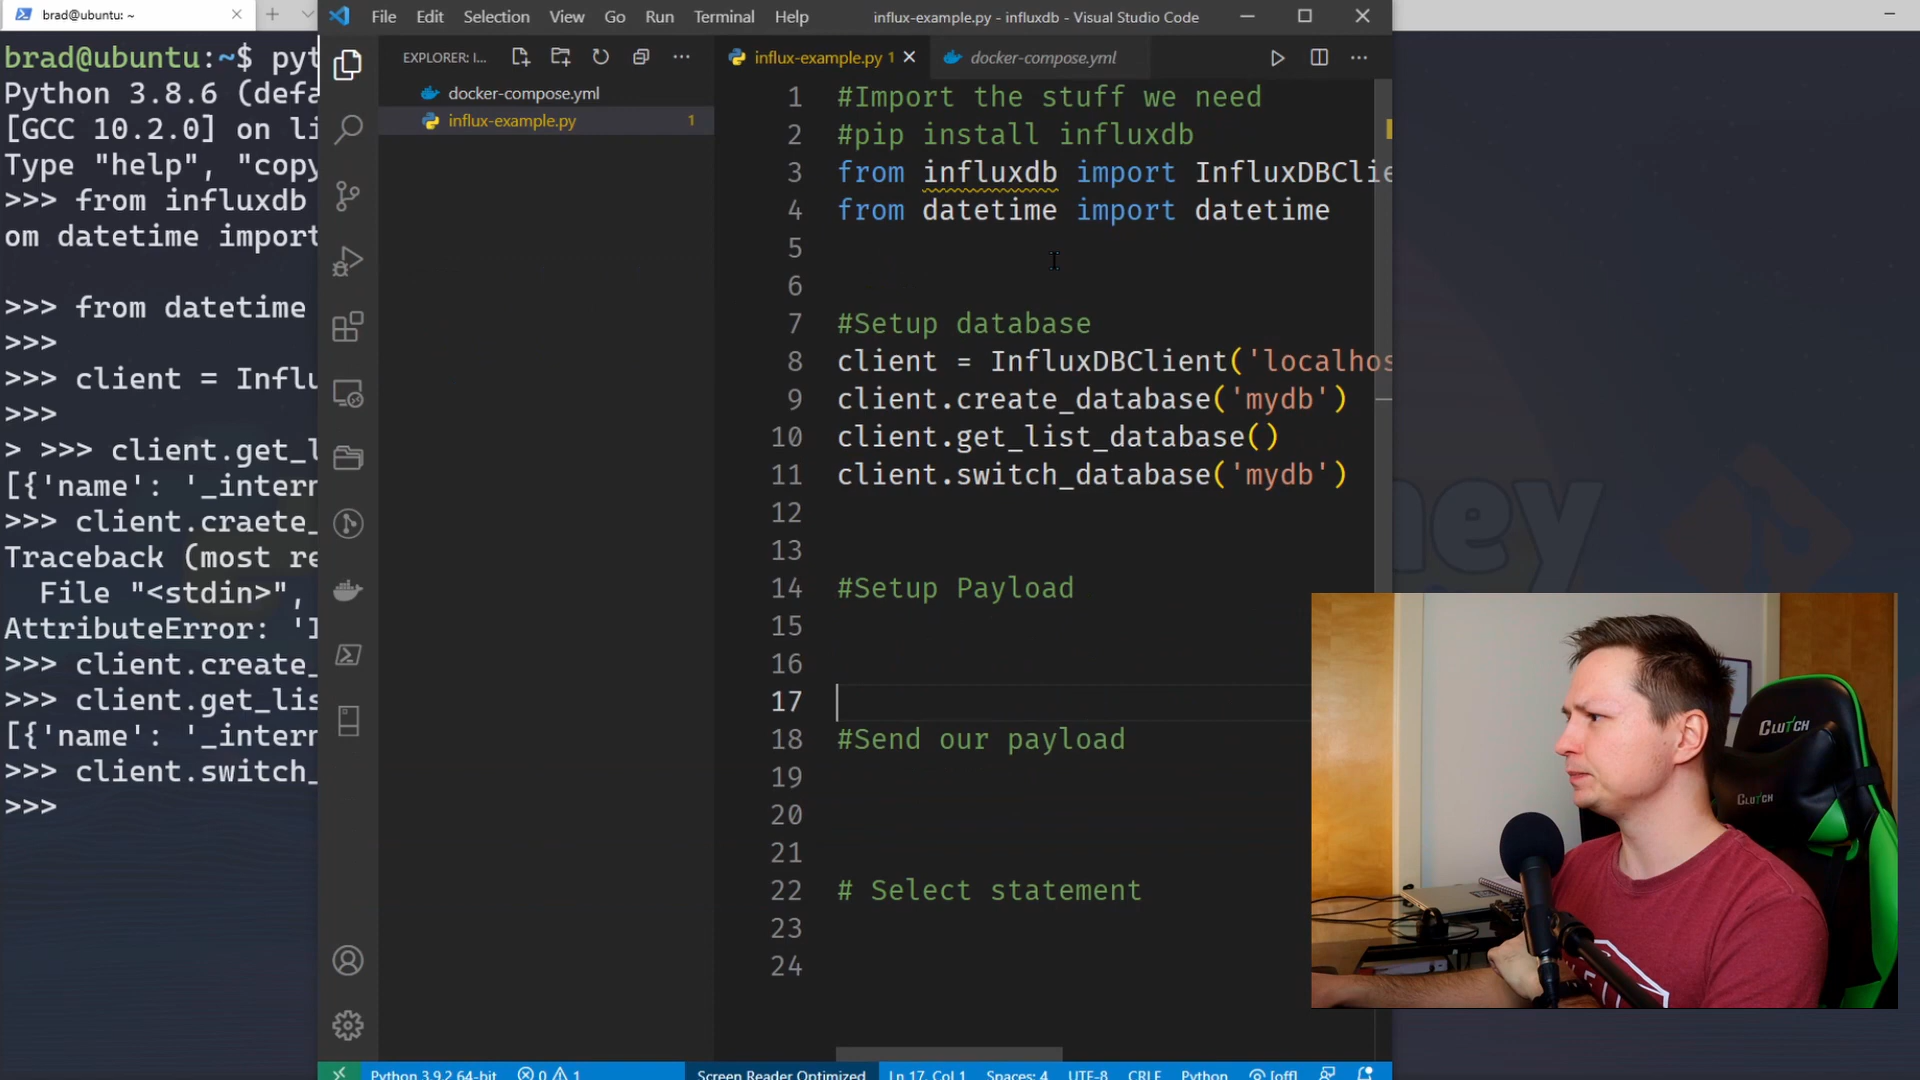 brad@ubuntu: ~
brad@ubuntu:~$ pyt
Python 3.8.6 (defa
[GCC 10.2.0] on li
Type "help", "copy
>>> from influxdb
om datetime import
>>> from datetime
>>>
>>> client = Influ
>>>
> >>> client.get_l
[{'name': '_intern
>>> client.craete_
Traceback (most re
File "<stdin>",
AttributeError: 'I
>>> client.create_
>>> client.get_lis
[{'name': '_intern
>>> client.switch_
>>>
File Edit Selection View Go Run Terminal Help
influx-example.py - influxdb - Visual Studio Code
EXPLORER: I...
docker-compose.yml
influx-example.py 1
influx-example.py 1
docker-compose.yml
1 #Import the stuff we need
2 #pip install influxdb
3 from influxdb import InfluxDBClie
4 from datetime import datetime
5
6
7 #Setup database
8 client = InfluxDBClient('localhos
9 client.create_database('mydb')
10 client.get_list_database()
11 client.switch_database('mydb')
12
13
14 #Setup Payload
15
16
17
18 #Send our payload
19
20
21
22 # Select statement
23
24
Python 3.9.2 64-bit 0 1 Screen Reader Optimized Ln 17, Col 1 Spaces: 4 UTF-8 CRLF Python [off]
ney
CLUTCH
CLUTCH